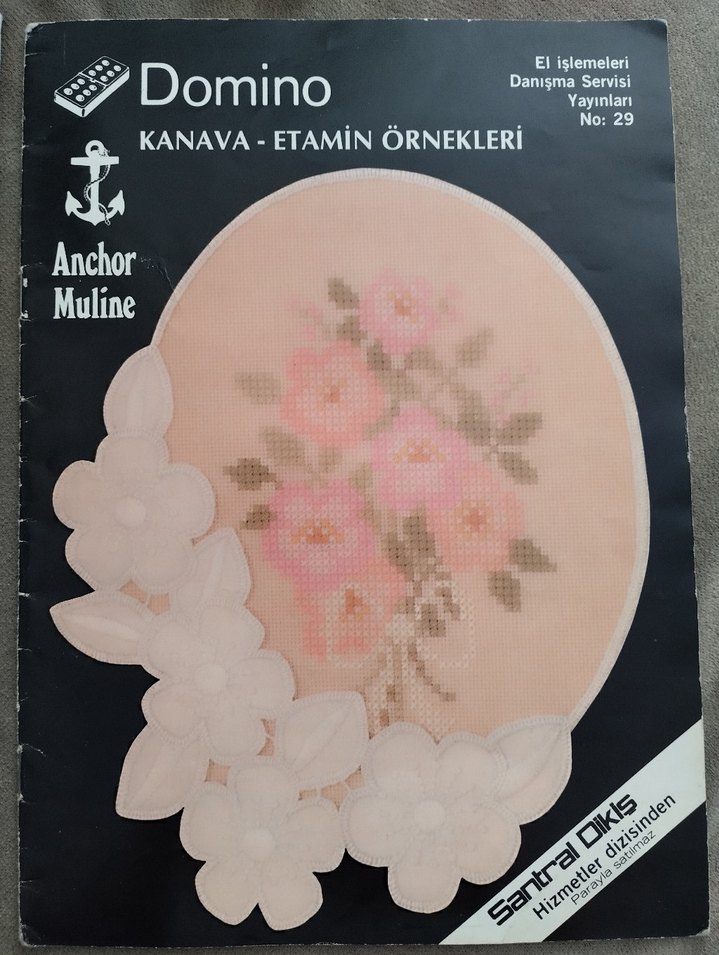 Domino
El işlemeleri
Danışma Servisi
Yayınları
No: 29
KANAVA - ETAMİN ÖRNEKLERİ
Anchor
Muline
Santral Dikiş
Hizmetler dizisinden
Parayla satılmaz